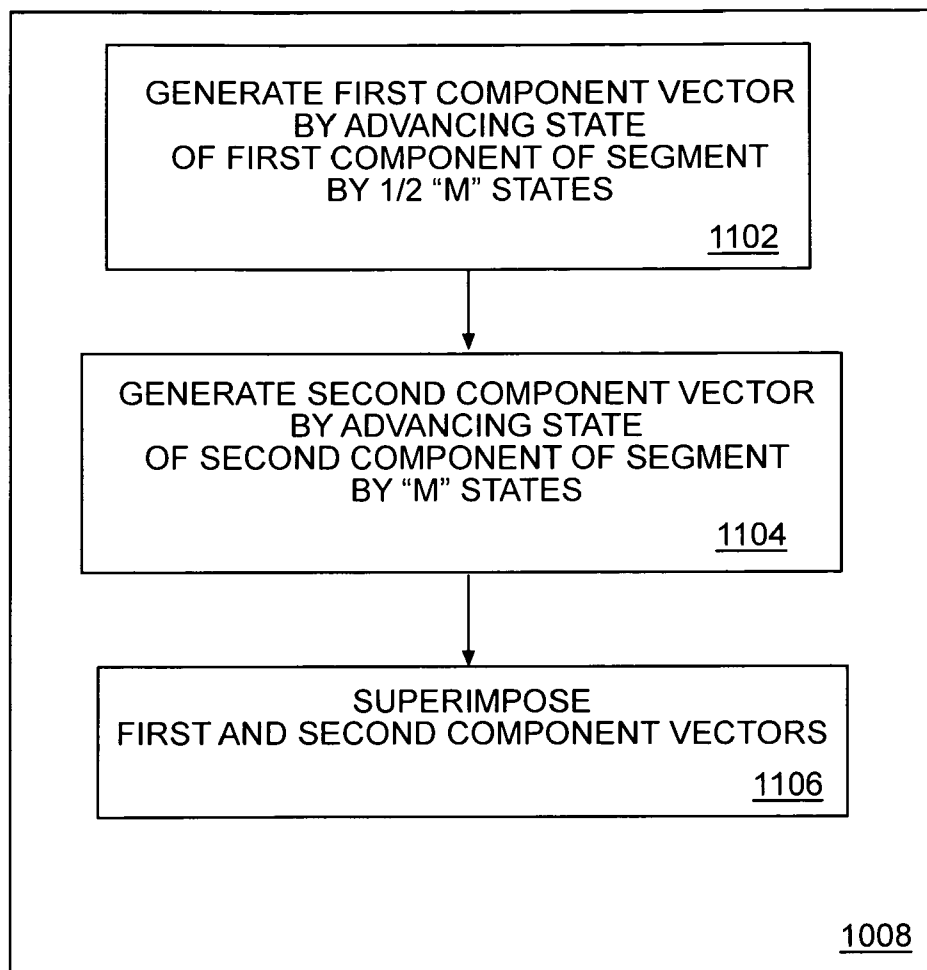 GENERATE FIRST COMPONENT VECTOR
BY ADVANCING STATE
OF FIRST COMPONENT OF SEGMENT
BY 1/2 “M” STATES
1102
GENERATE SECOND COMPONENT VECTOR
BY ADVANCING STATE
OF SECOND COMPONENT OF SEGMENT
BY “M” STATES
1104
SUPERIMPOSE
FIRST AND SECOND COMPONENT VECTORS
1106
1008